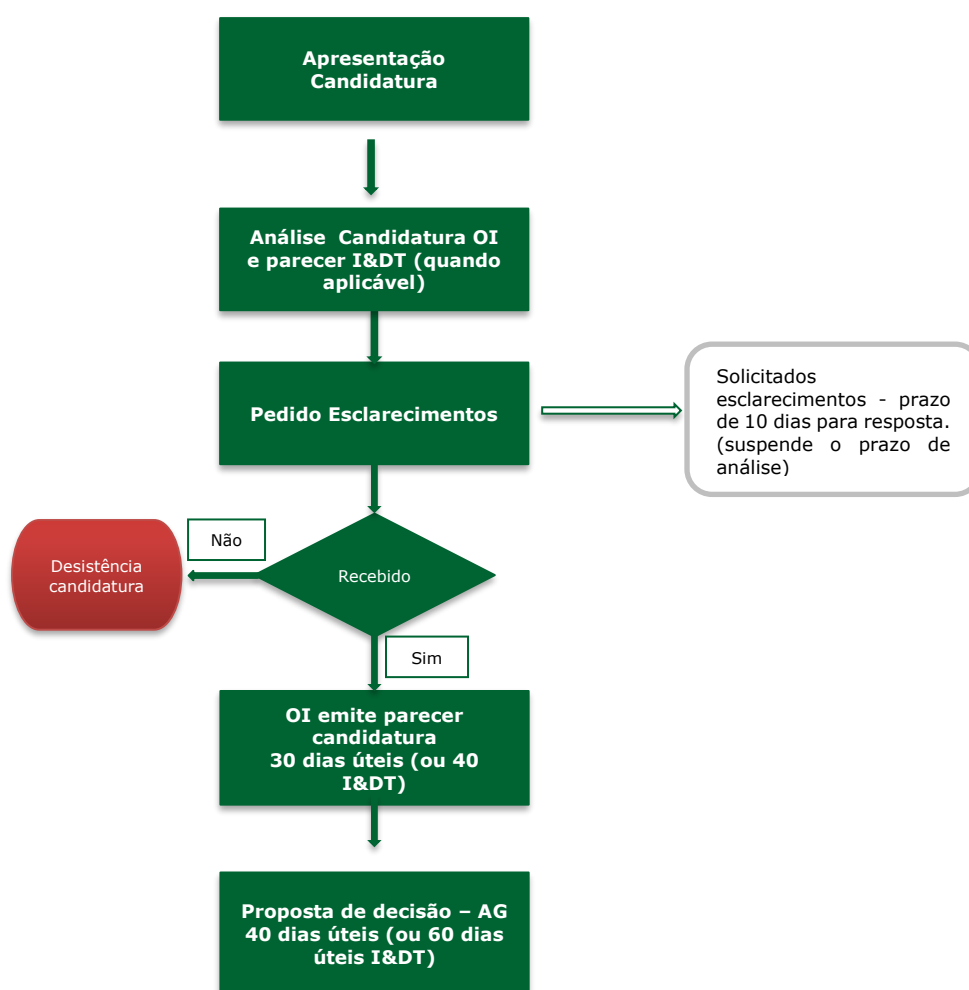 Apresentação
Candidatura
Análise  Candidatura OI
e parecer I&DT (quando
aplicável)
Pedido Esclarecimentos
Solicitados
esclarecimentos - prazo
de 10 dias para resposta.
(suspende o prazo de
análise)
Não
Desistência
candidatura
Recebido
Sim
OI emite parecer
candidatura
30 dias úteis (ou 40
I&DT)
Proposta de decisão – AG
40 dias úteis (ou 60 dias
úteis I&DT)